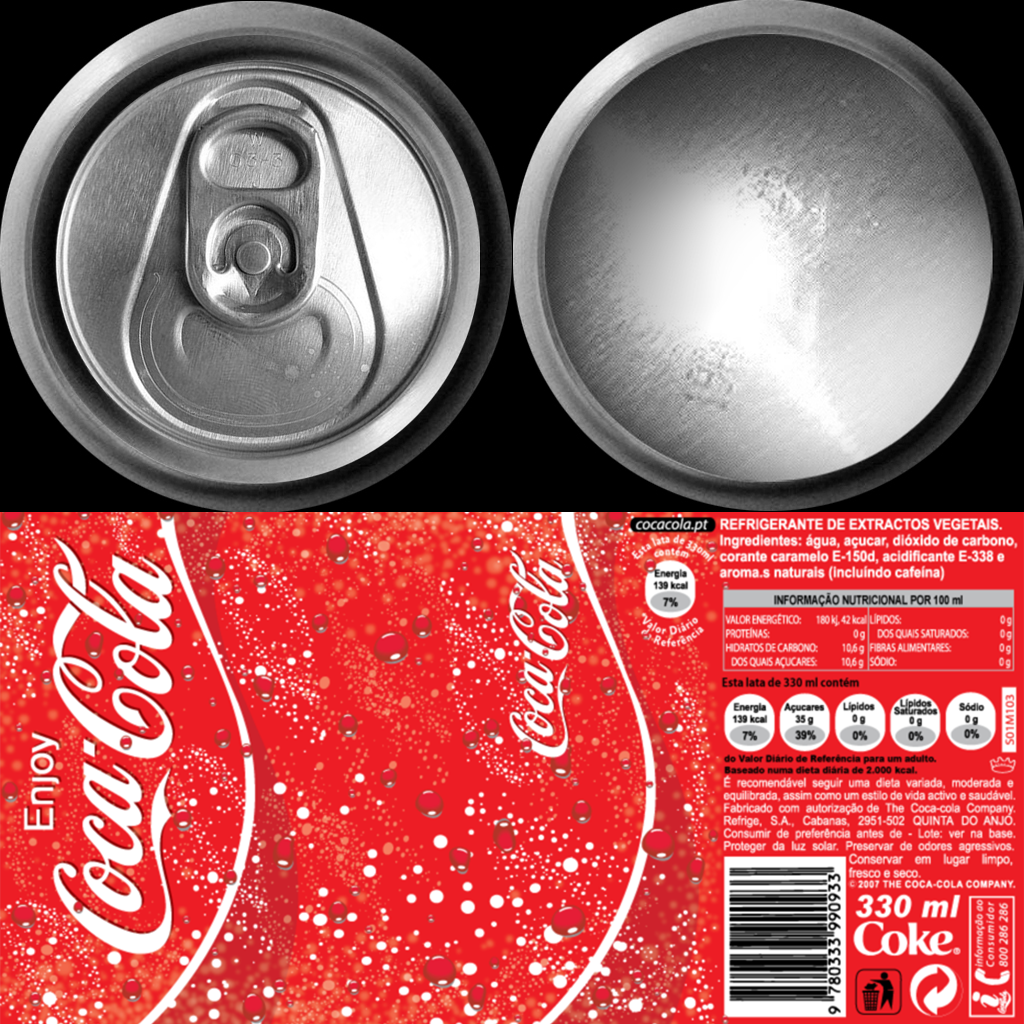 Enjoy
Coca-Cola
Coca-Cola
cocacola.pt
Esta lata de 330ml
contém
Energia
139 kcal
7%
Valor Diário
de Referência
REFRIGERANTE DE EXTRACTOS VEGETAIS.
Ingredientes: água, açucar, dióxido de carbono,
corante caramelo E-150d, acidificante E-338 e
aroma.s naturais (incluíndo cafeína)
INFORMAÇÃO NUTRICIONAL POR 100 ml
VALOR ENERGÉTICO: 180 kj, 42 kcal
PROTEÍNAS: 0 g
HIDRATOS DE CARBONO: 10,6 g
DOS QUAIS AÇUCARES: 10,6 g
LÍPIDOS: 0 g
DOS QUAIS SATURADOS: 0 g
FIBRAS ALIMENTARES: 0 g
SÓDIO: 0 g
Esta lata de 330 ml contém
Energia
139 kcal
7%
Açucares
35 g
39%
Lípidos
0 g
0%
Lípidos
Saturados
0 g
0%
Sódio
0 g
0%
S01M103
do Valor Diário de Referência para um adulto.
Baseado numa dieta diária de 2.000 kcal.
É recomendável seguir uma dieta variada, moderada e
equilibrada, assim como um estilo de vida activo e saudável.
Fabricado com autorização de The Coca-cola Company.
Refrige, S.A., Cabanas, 2951-502 QUINTA DO ANJO.
Consumir de preferência antes de - Lote: ver na base.
Proteger da luz solar. Preservar de odores agressivos.
Conservar em lugar limpo,
fresco e seco.
© 2007 THE COCA-COLA COMPANY.
9 780333 990933
330 ml
Coke®
Informação ao
Consumidor
800 286 286